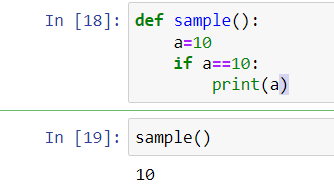 In [18]: def sample():
a=10
if a==10:
print(a)
In [19]: sample()
10